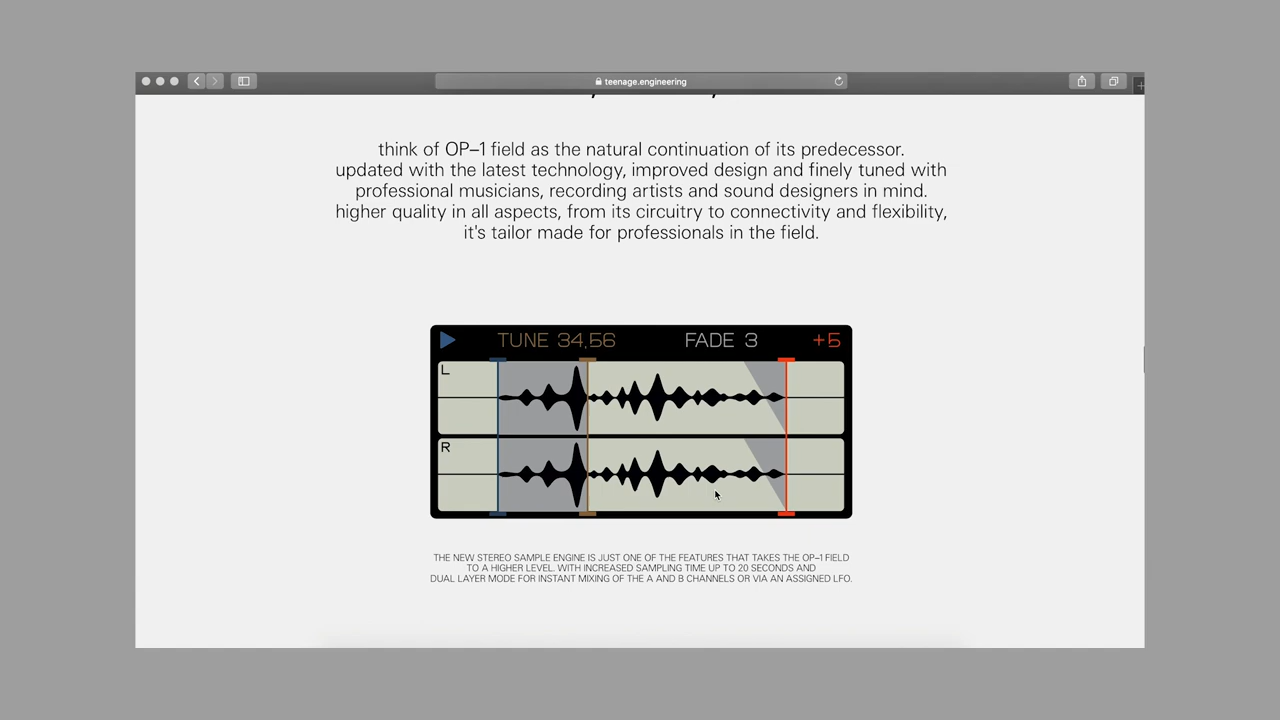 teenage.engineering
think of OP–1 field as the natural continuation of its predecessor.
updated with the latest technology, improved design and finely tuned with
professional musicians, recording artists and sound designers in mind.
higher quality in all aspects, from its circuitry to connectivity and flexibility,
it's tailor made for professionals in the field.
TUNE 34,56 FADE 3 +5
L
R
THE NEW STEREO SAMPLE ENGINE IS JUST ONE OF THE FEATURES THAT TAKES THE OP–1 FIELD
TO A HIGHER LEVEL. WITH INCREASED SAMPLING TIME UP TO 20 SECONDS AND
DUAL LAYER MODE FOR INSTANT MIXING OF THE A AND B CHANNELS OR VIA AN ASSIGNED LFO.